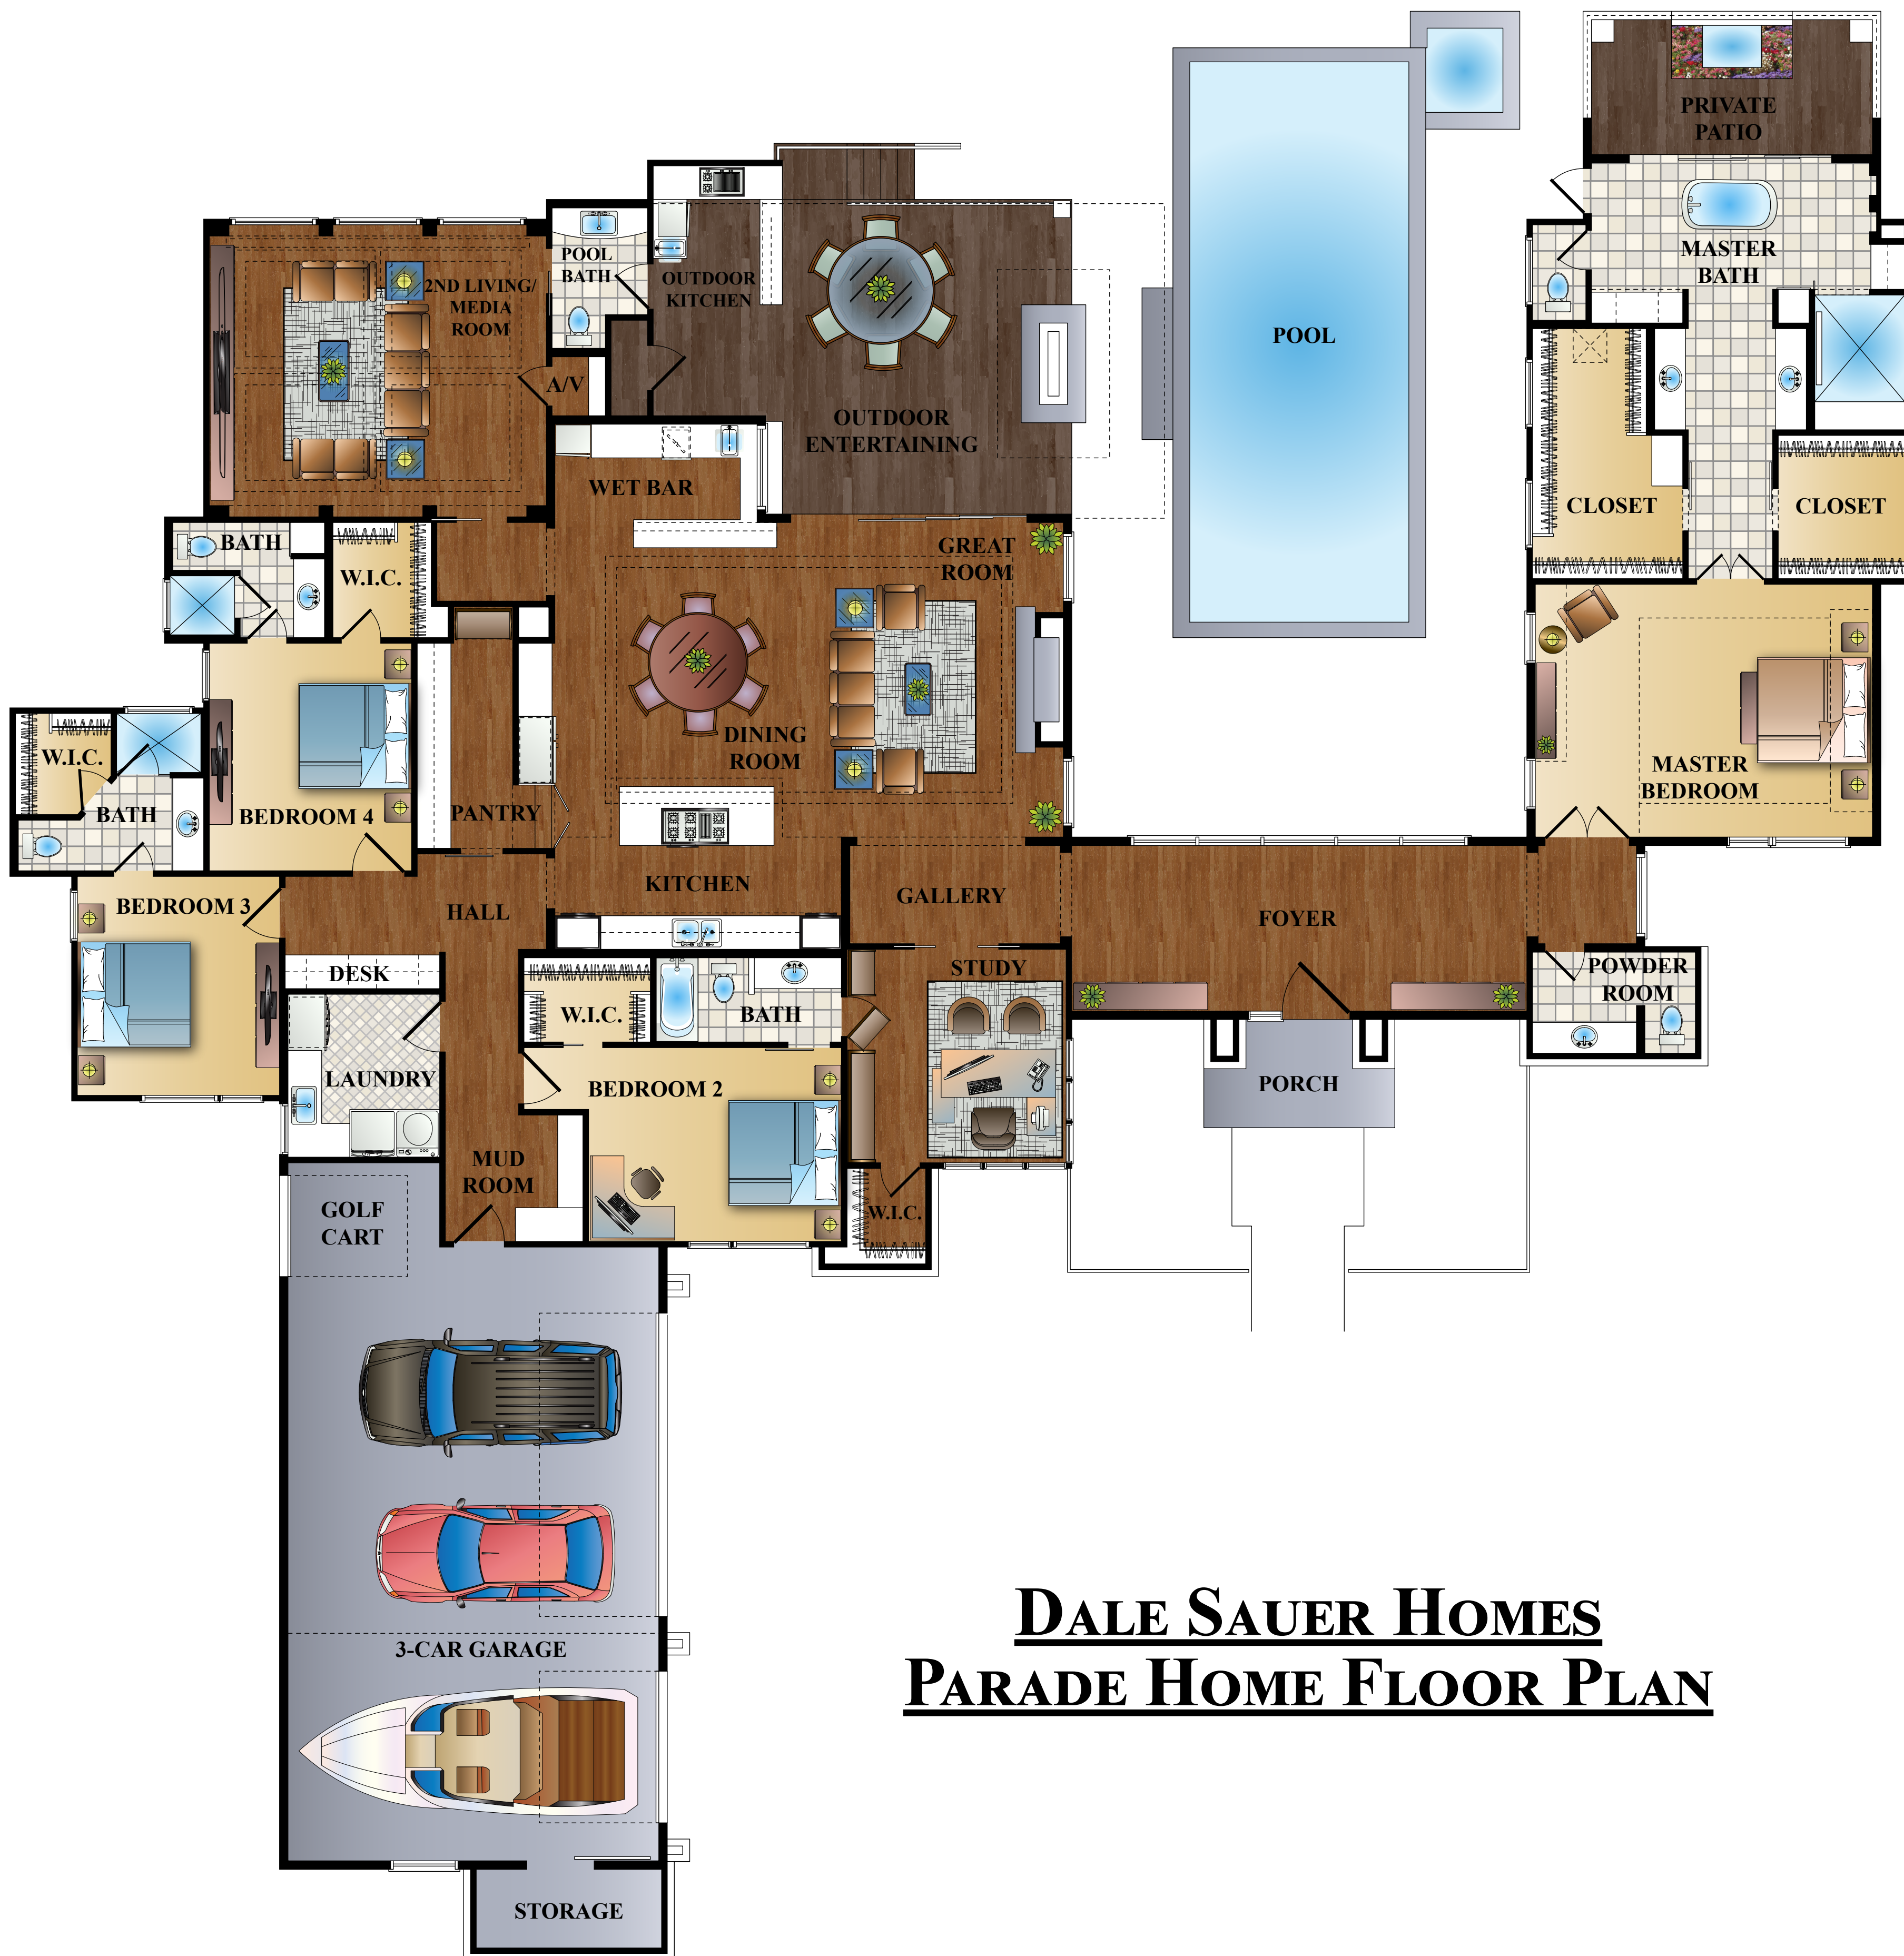 PRIVATE
PATIO
MASTER
BATH
POOL
BATH
OUTDOOR
KITCHEN
2ND LIVING/
MEDIA
ROOM
POOL
A/V
OUTDOOR
ENTERTAINING
WET BAR
CLOSET
CLOSET
BATH
W.I.C.
GREAT
ROOM
DINING
ROOM
W.I.C.
BATH
BEDROOM 4
PANTRY
MASTER
BEDROOM
KITCHEN
GALLERY
BEDROOM 3
HALL
FOYER
DESK
STUDY
POWDER
ROOM
W.I.C.
BATH
LAUNDRY
BEDROOM 2
PORCH
MUD
ROOM
GOLF
CART
W.I.C.
3-CAR GARAGE
DALE SAUER HOMES
PARADE HOME FLOOR PLAN
STORAGE